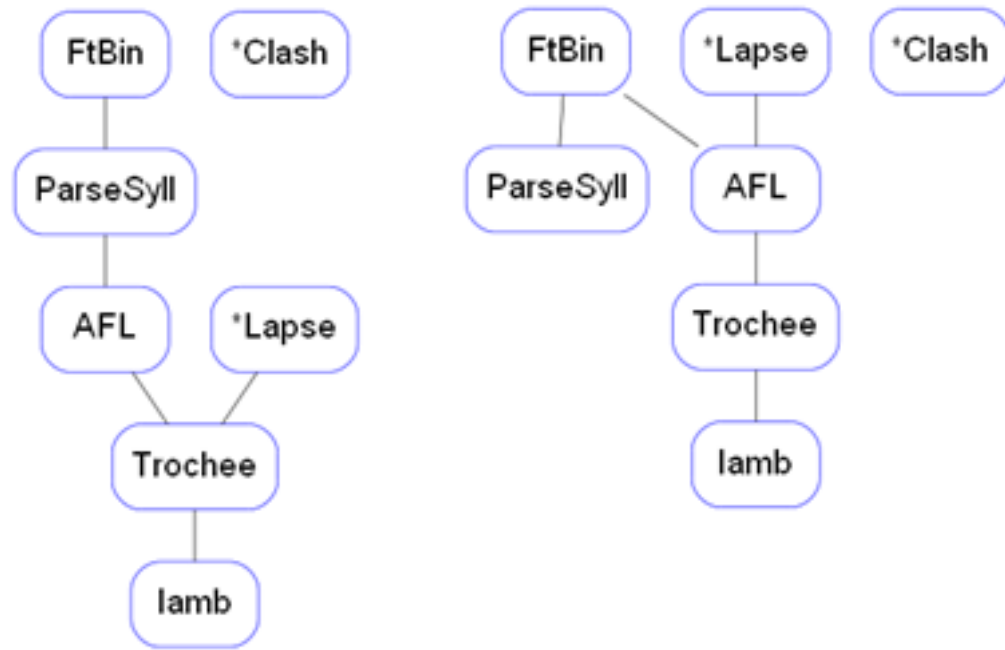 FtBin
*Clash
ParseSyll
AFL
*Lapse
Trochee
Iamb
FtBin
*Lapse
*Clash
ParseSyll
AFL
Trochee
Iamb